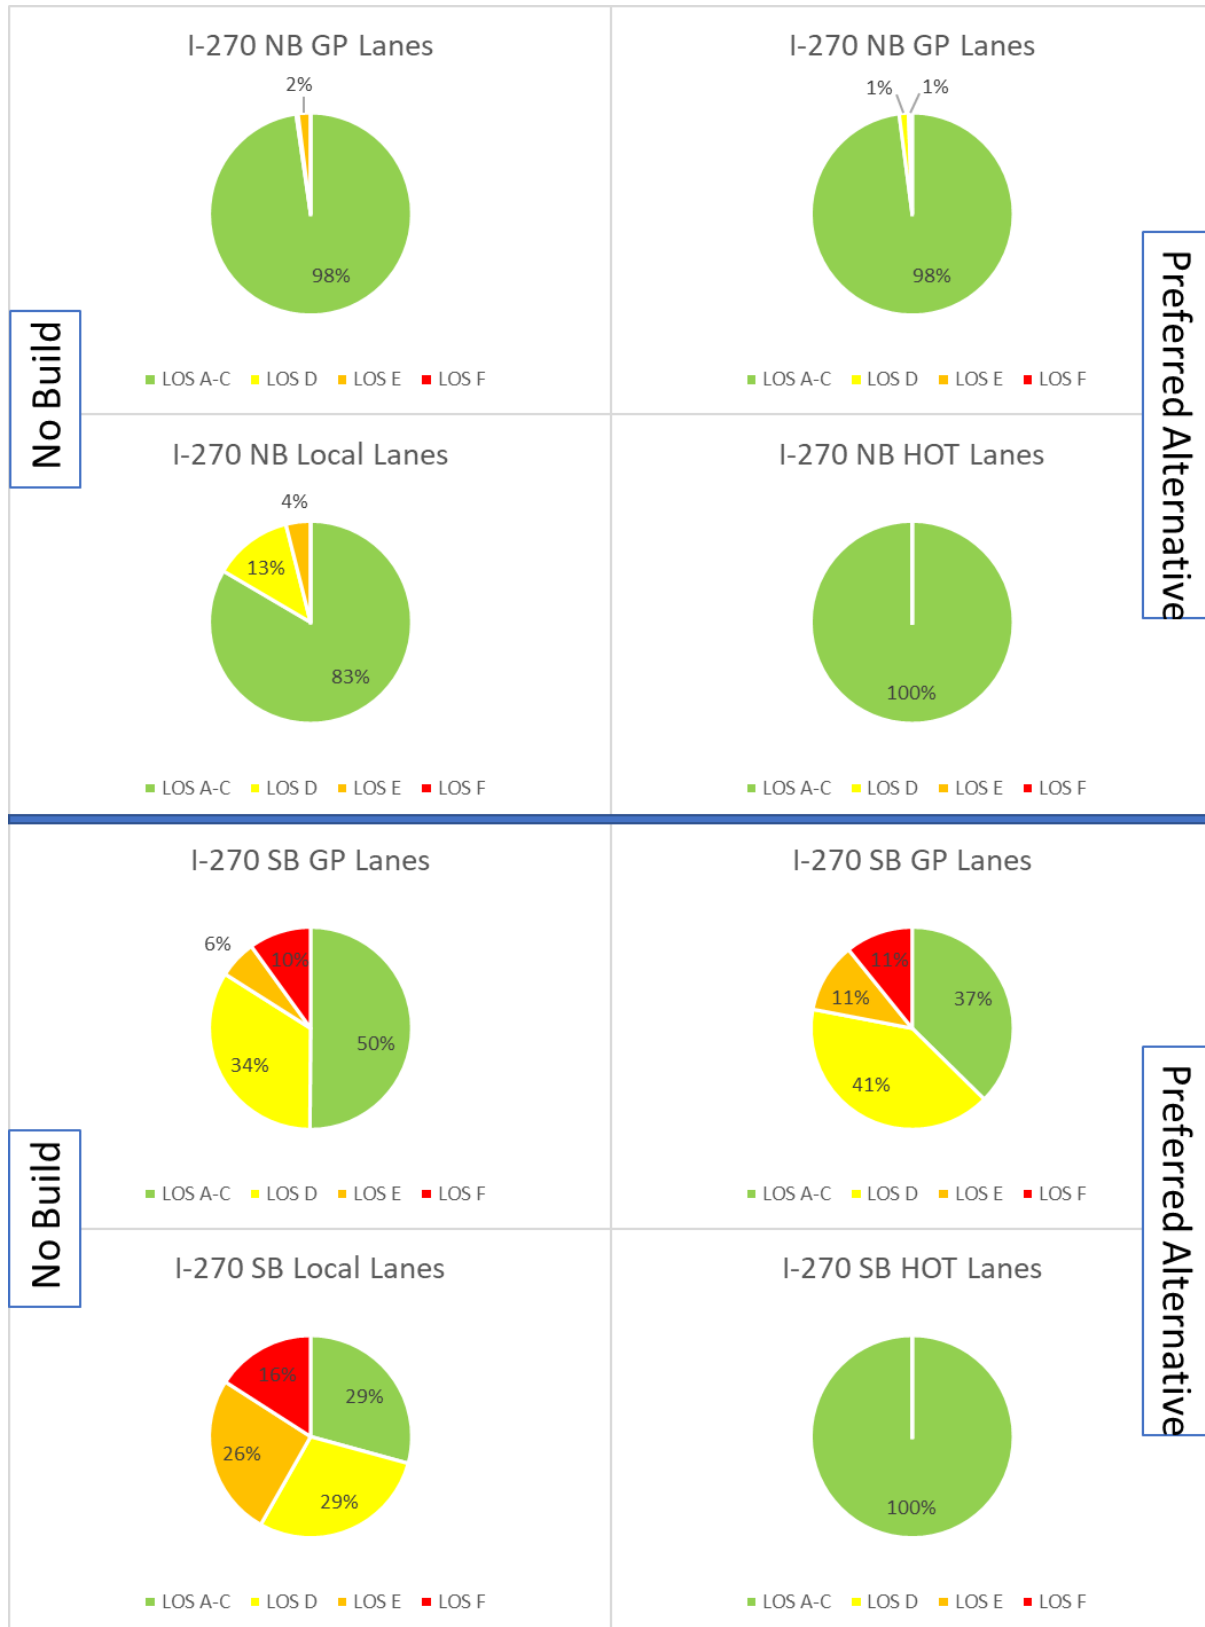 I-270 NB GP Lanes
2%
98%
LOS A-C LOS D LOS E LOS F
I-270 NB GP Lanes
1% 1%
98%
LOS A-C LOS D LOS E LOS F
No Build
Preferred Alternative
I-270 NB Local Lanes
4%
13%
83%
LOS A-C LOS D LOS E LOS F
I-270 NB HOT Lanes
100%
LOS A-C LOS D LOS E LOS F
I-270 SB GP Lanes
6%
10%
50%
34%
LOS A-C LOS D LOS E LOS F
I-270 SB GP Lanes
11%
37%
11%
41%
LOS A-C LOS D LOS E LOS F
No Build
Preferred Alternative
I-270 SB Local Lanes
16%
29%
26%
29%
LOS A-C LOS D LOS E LOS F
I-270 SB HOT Lanes
100%
LOS A-C LOS D LOS E LOS F